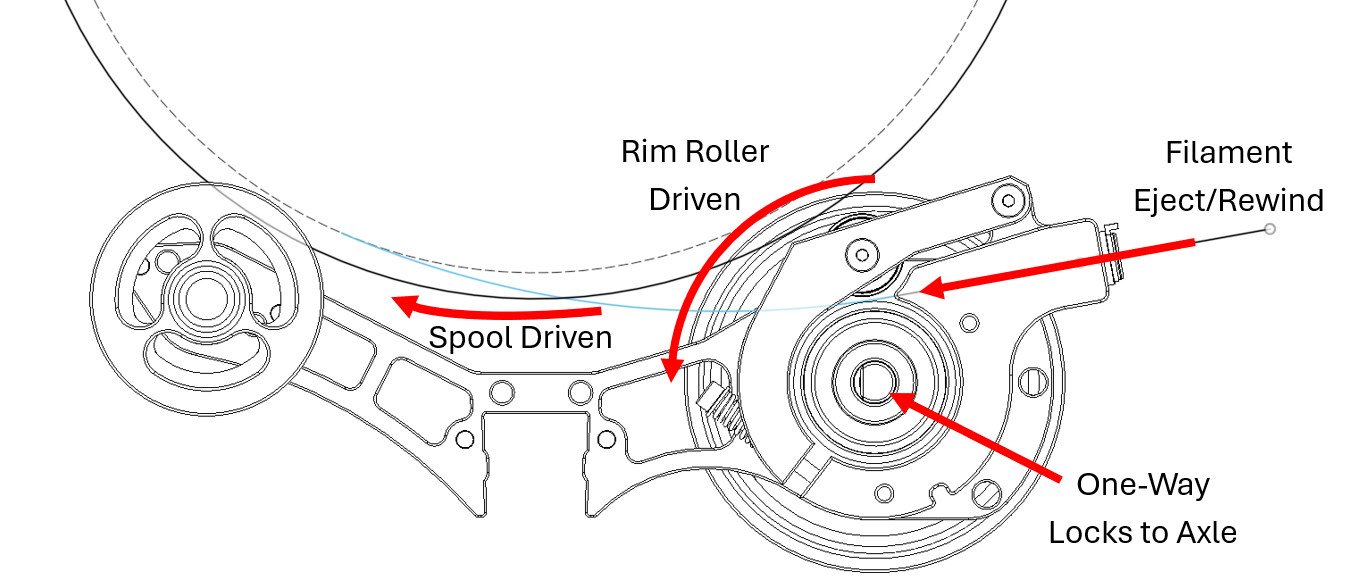 Rim Roller
Driven
Filament
Eject/Rewind
Spool Driven
One-Way
Locks to Axle